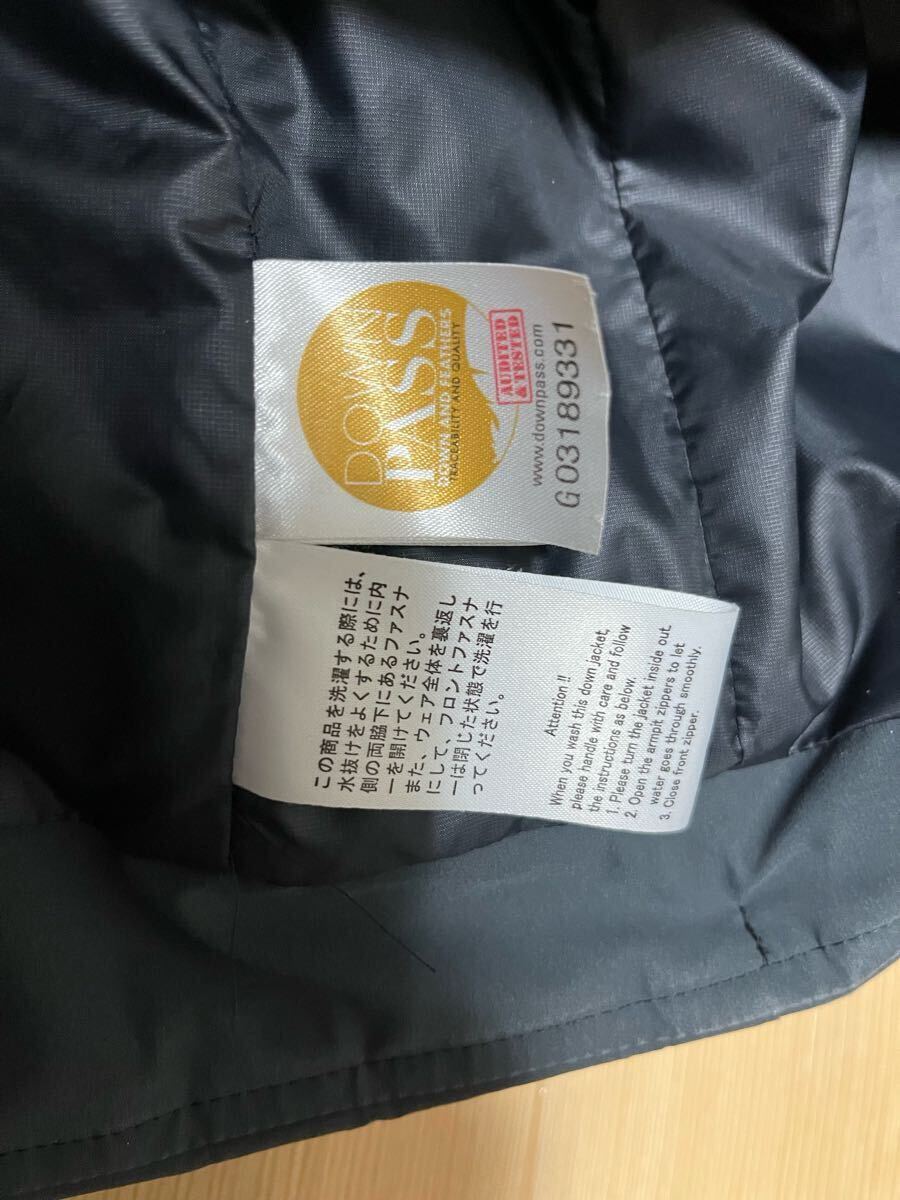 DOWN
PASS
DOWN AND FEATHERS
TRACEABILITY AND QUALITY
AUDITED
& TESTED
www.downpass.com
G03189331
この商品を洗濯する際には、
水抜けをよくするために内
側の両脇下にあるファスナ
ーを開けてください。
また、ウェア全体を裏返し
にして、フロントファスナ
ーは閉じた状態で洗濯を行
ってください。
Attention !!
When you wash this down jacket,
please handle with care and follow
the instructions as below.
1. Please turn the jacket inside out.
2. Open the armpit zippers to let
water goes through smoothly.
3. Close front zipper.